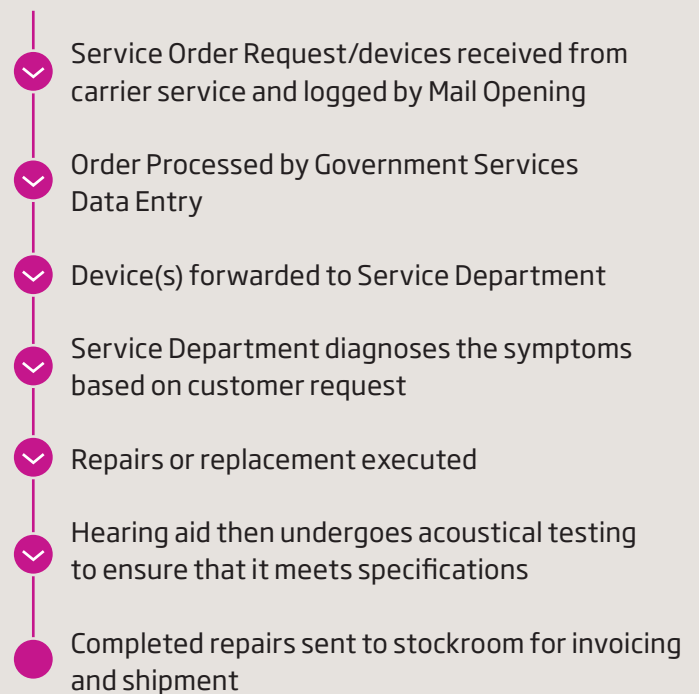 Service Order Request/devices received from
carrier service and logged by Mail Opening
Order Processed by Government Services
Data Entry
Device(s) forwarded to Service Department
Service Department diagnoses the symptoms
based on customer request
Repairs or replacement executed
Hearing aid then undergoes acoustical testing
to ensure that it meets specifications
Completed repairs sent to stockroom for invoicing
and shipment